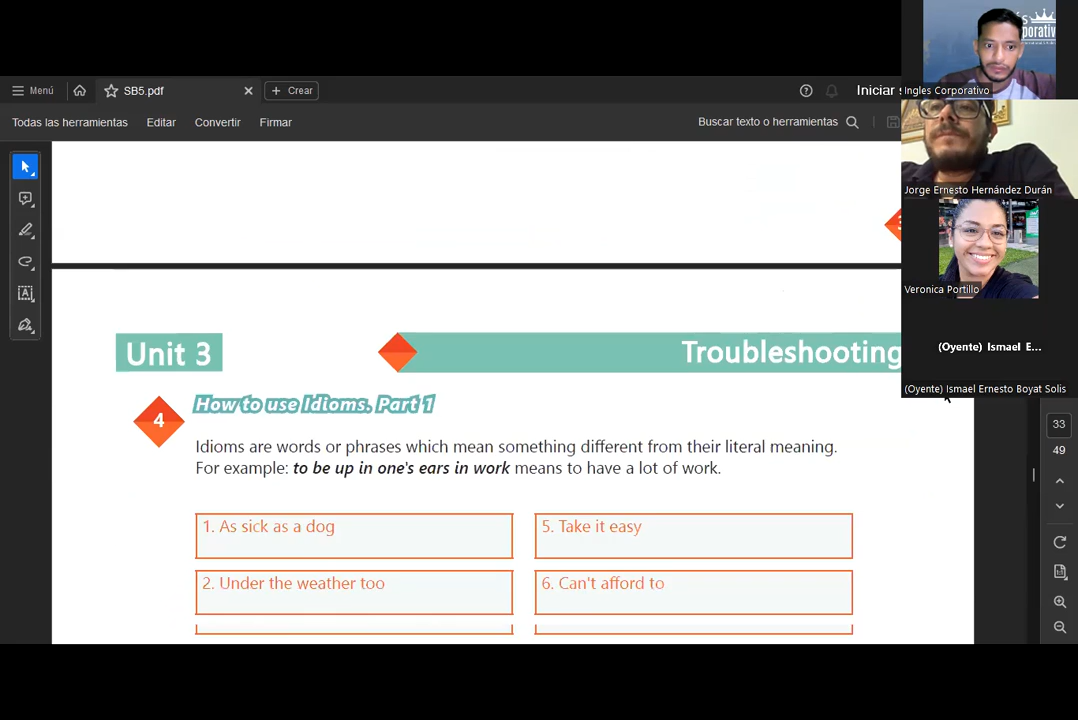 Menú
SB5.pdf
Crear
Iniciar
Todas las herramientas
Editar
Convertir
Firmar
Buscar texto o herramientas
Ingles Corporativo
Jorge Ernesto Hernández Durán
Veronica Portillo
(Oyente) Ismael E...
(Oyente) Ismael Ernesto Boyat Solis
33
49
Unit 3
Troubleshooting
4
How to use Idioms. Part 1
Idioms are words or phrases which mean something different from their literal meaning.
For example: to be up in one's ears in work means to have a lot of work.
1. As sick as a dog
5. Take it easy
2. Under the weather too
6. Can't afford to